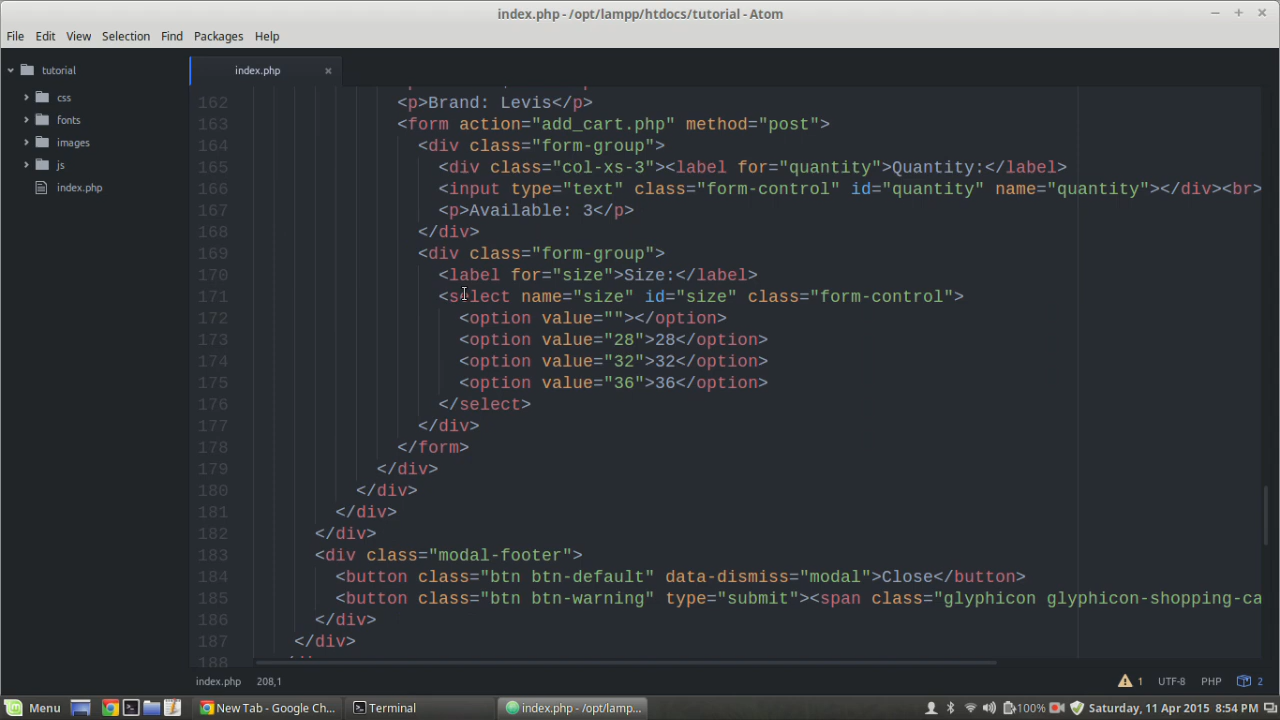 index.php - /opt/lampp/htdocs/tutorial - Atom
File Edit View Selection Find Packages Help
tutorial
css
fonts
images
js
index.php
index.php
162 <p>Brand: Levis</p>
163 <form action="add_cart.php" method="post">
164 <div class="form-group">
165 <div class="col-xs-3"><label for="quantity">Quantity:</label>
166 <input type="text" class="form-control" id="quantity" name="quantity"></div><br>
167 <p>Available: 3</p>
168 </div>
169 <div class="form-group">
170 <label for="size">Size:</label>
171 <select name="size" id="size" class="form-control">
172 <option value=""></option>
173 <option value="28">28</option>
174 <option value="32">32</option>
175 <option value="36">36</option>
176 </select>
177 </div>
178 </form>
179 </div>
180 </div>
181 </div>
182 </div>
183 <div class="modal-footer">
184 <button class="btn btn-default" data-dismiss="modal">Close</button>
185 <button class="btn btn-warning" type="submit"><span class="glyphicon glyphicon-shopping-ca
186 </div>
187 </div>
188
index.php 208,1 1 UTF-8 PHP 2
Menu New Tab - Google Ch... Terminal index.php - /opt/lamp... 100% Saturday, 11 Apr 2015 8:54 PM